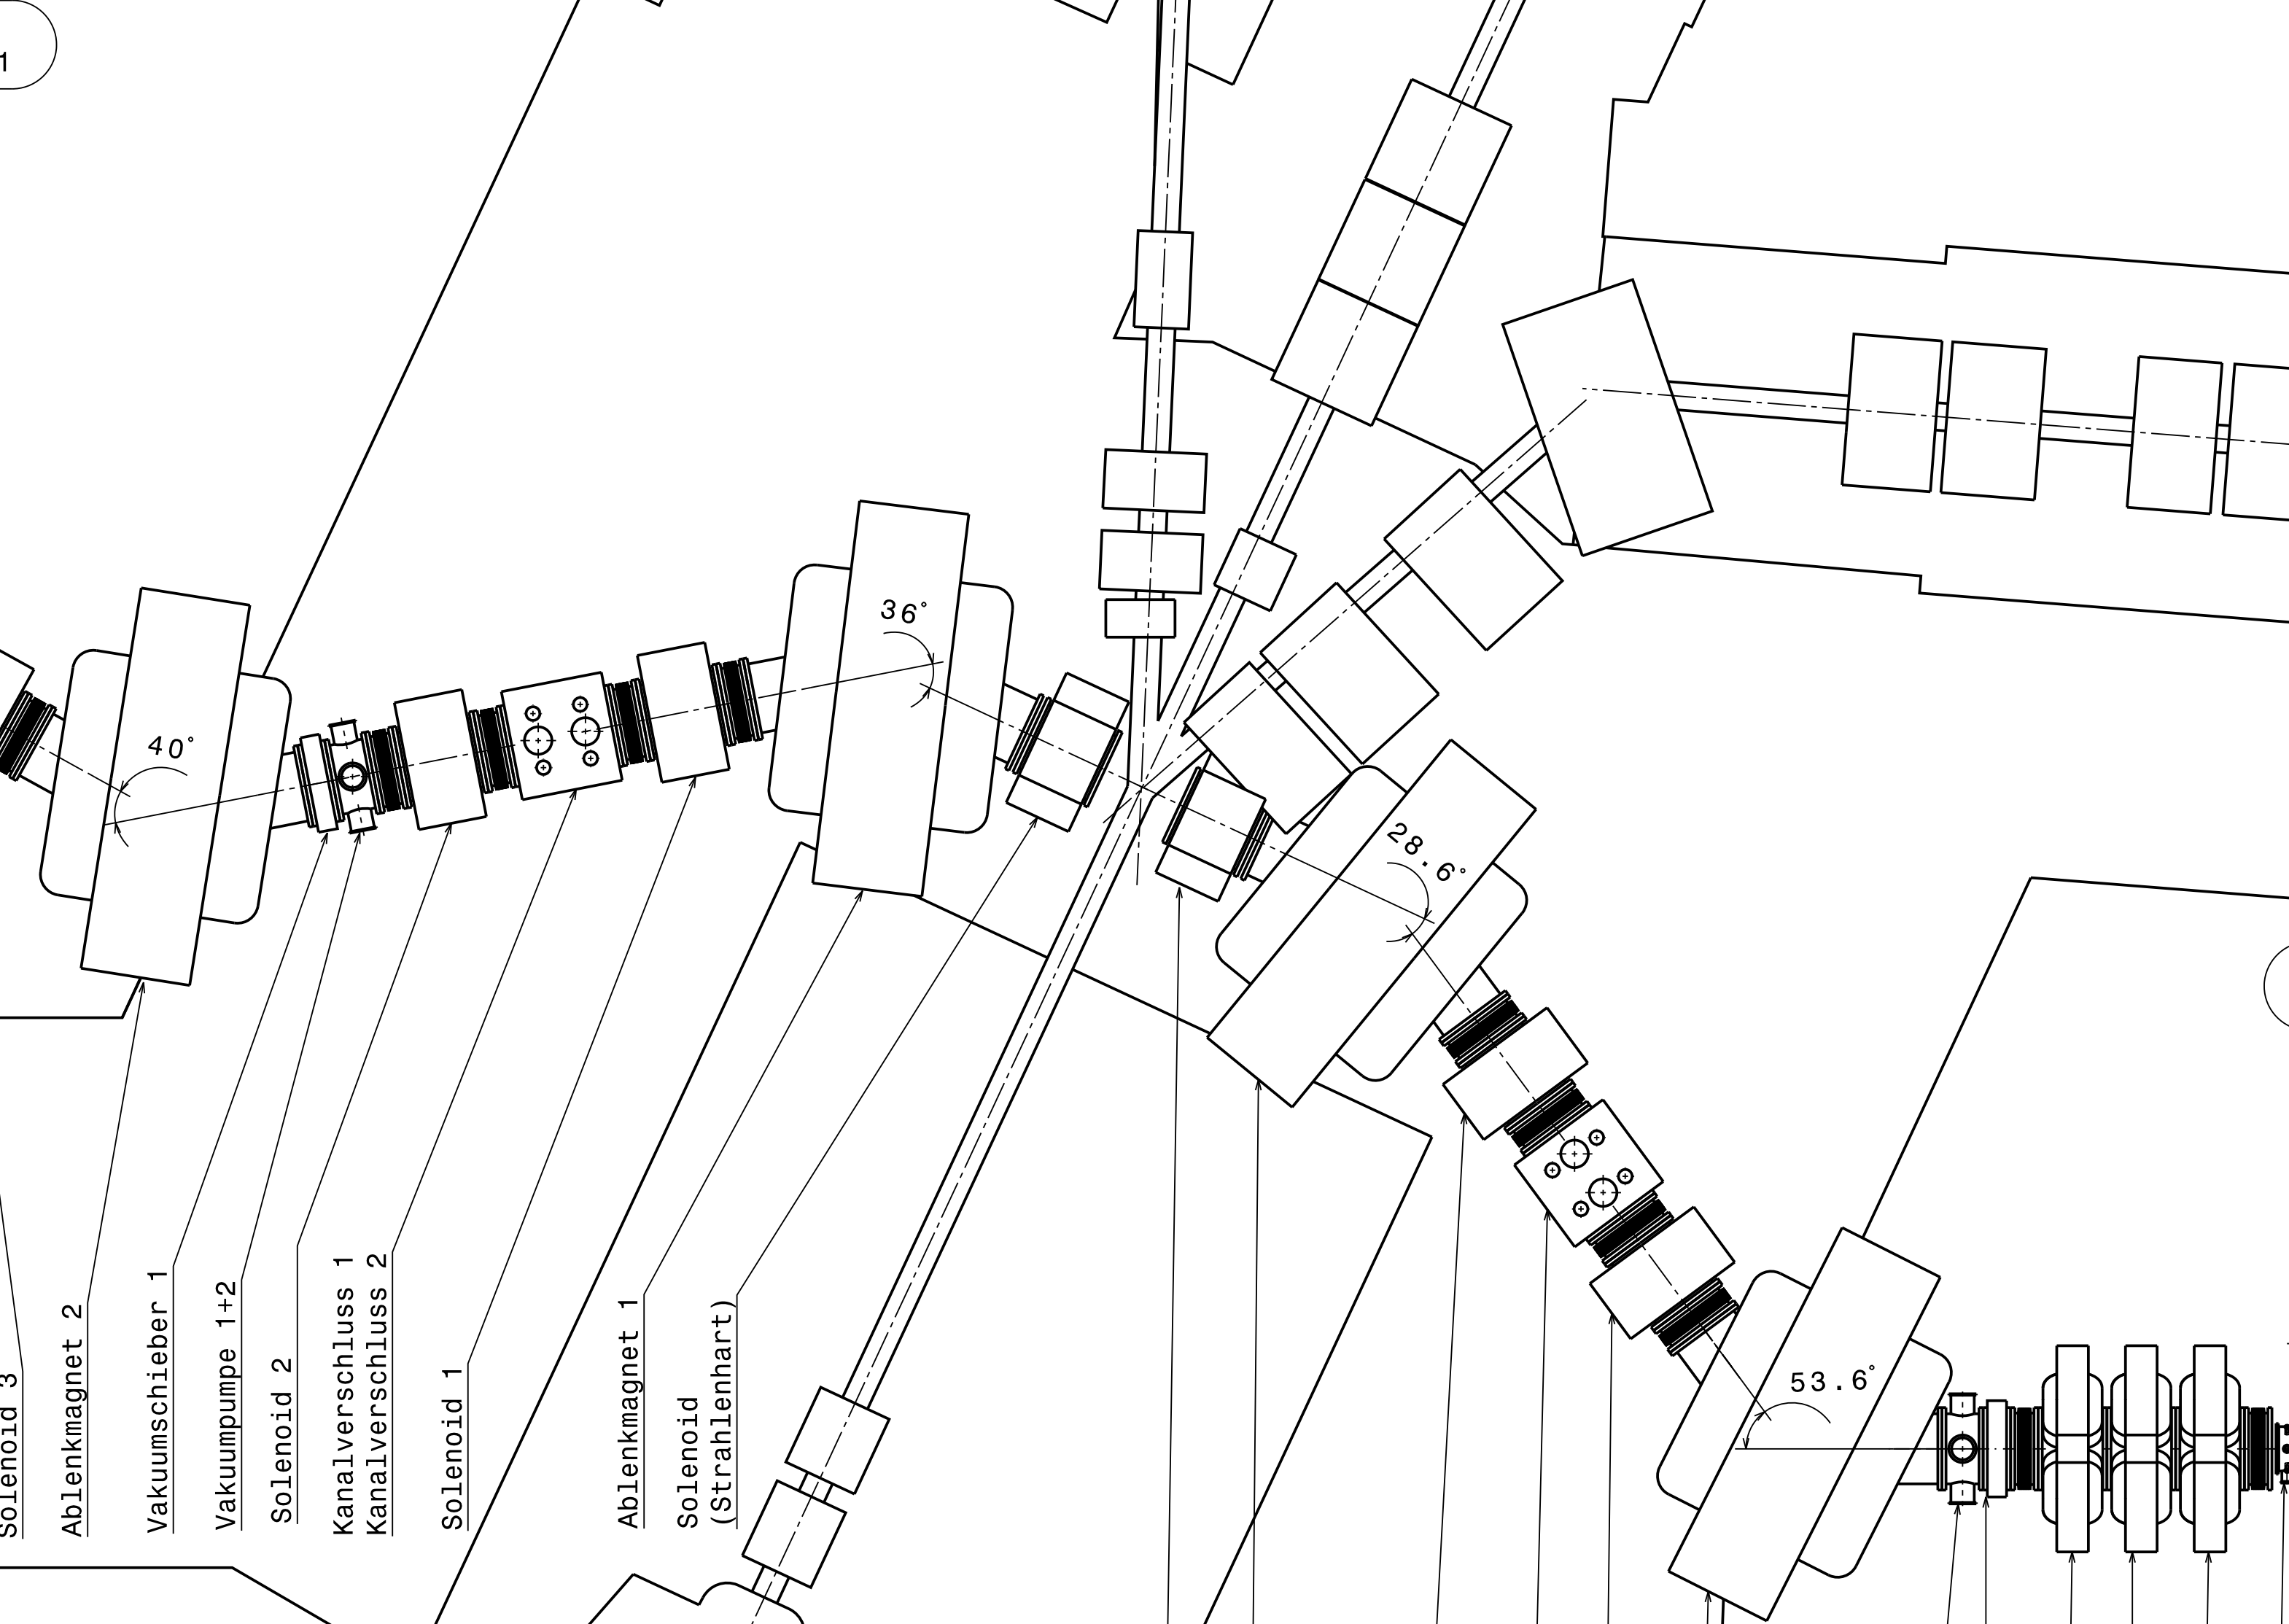 1
36°
40°
28.6°
53.6°
Solenoid 3
Ablenkmagnet 2
Vakuumschieber 1
Vakuumpumpe 1+2
Solenoid 2
Kanalverschluss 1
Kanalverschluss 2
Solenoid 1
Ablenkmagnet 1
Solenoid
(Strahlenhart)